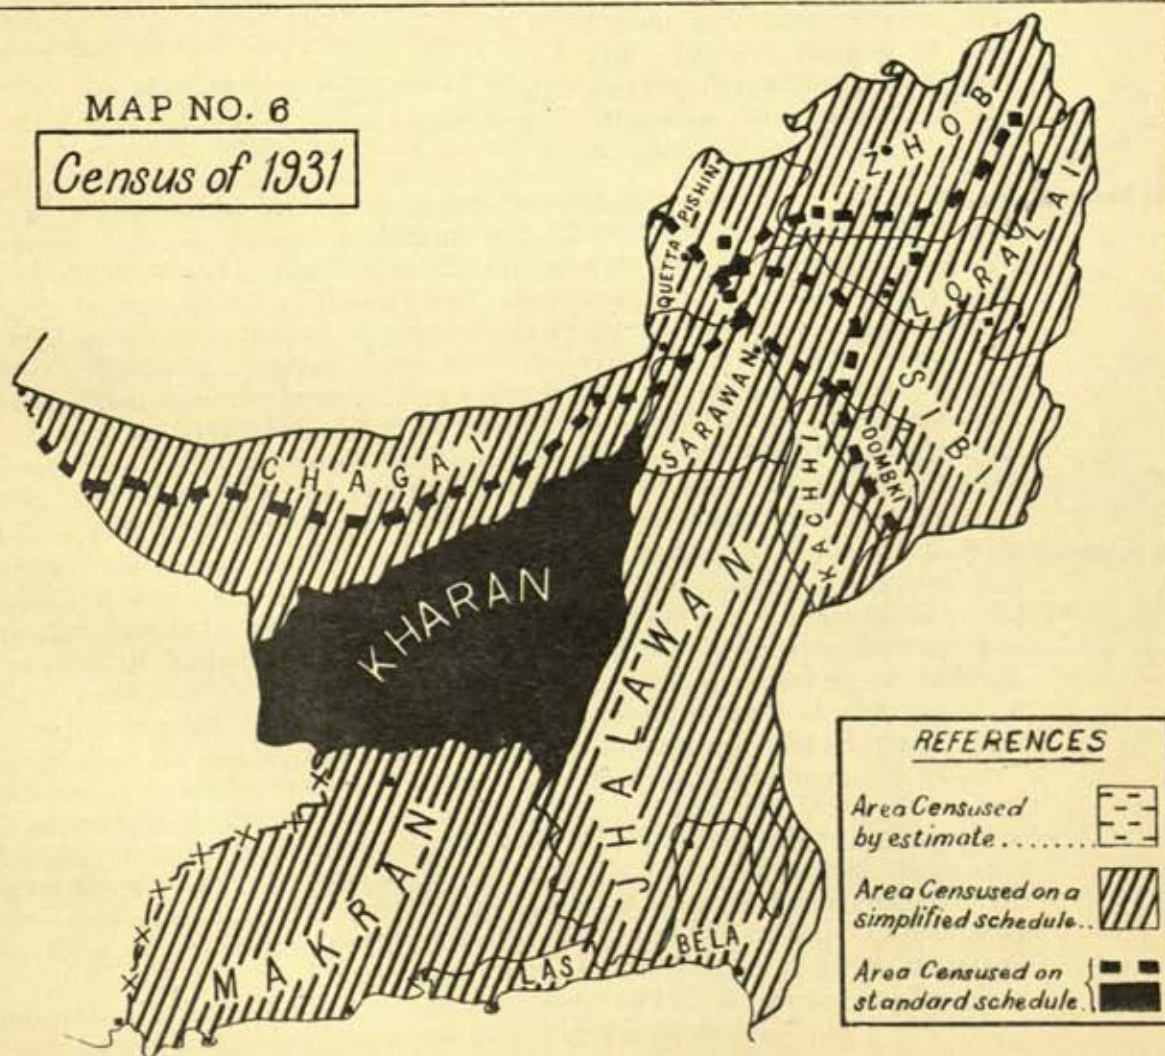 MAP NO. 6
Census of 1931
ZHOB
LORALAI
QUETTA PISHIN
SIBI
SARAWAN
KACHHI
DOOMBKI
CHAGAI
KHARAN
JHALAWAN
MAKRAN
LAS BELA
REFERENCES
Area Censused
by estimate..........
Area Censused on a
simplified schedule..
Area Censused on
standard schedule.